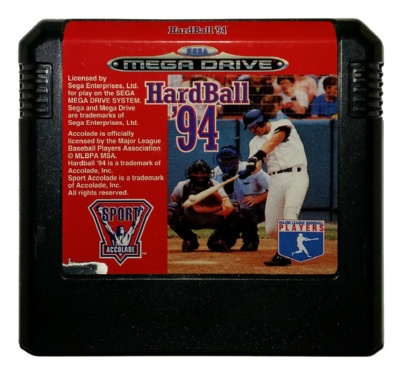 HardBall '94
SEGA
MEGA DRIVE
Licensed by
Sega Enterprises, Ltd.
for play on the SEGA
MEGA DRIVE SYSTEM.
Sega and Mega Drive
are trademarks of
Sega Enterprises, Ltd.
Accolade is officially
licensed by the Major League
Baseball Players Association
© MLBPA MSA.
Hardball '94 is a trademark of
Accolade, Inc.
Sport Accolade is a trademark
of Accolade, Inc.
All rights reserved.
HardBall
'94
SPORT
ACCOLADE
™
MAJOR LEAGUE BASEBALL
PLAYERS